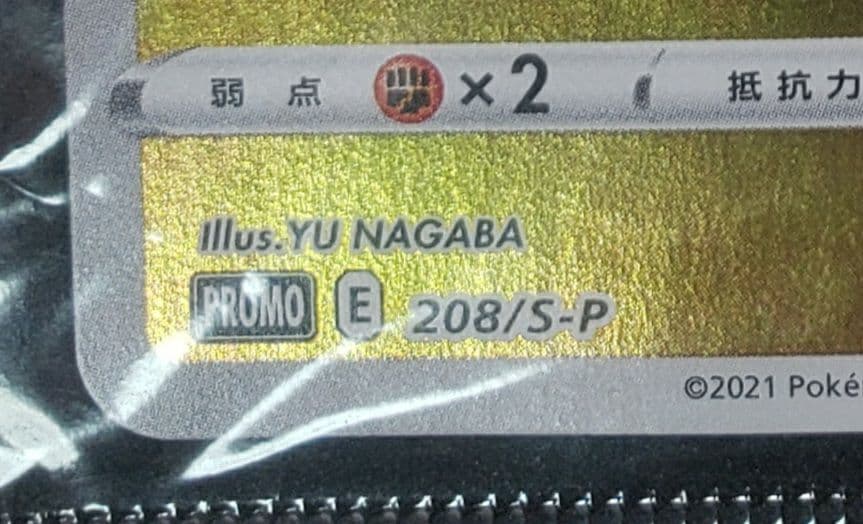 弱点 ×2 抵抗力
Illus.YU NAGABA
PROMO E 208/S-P
©2021 Poké